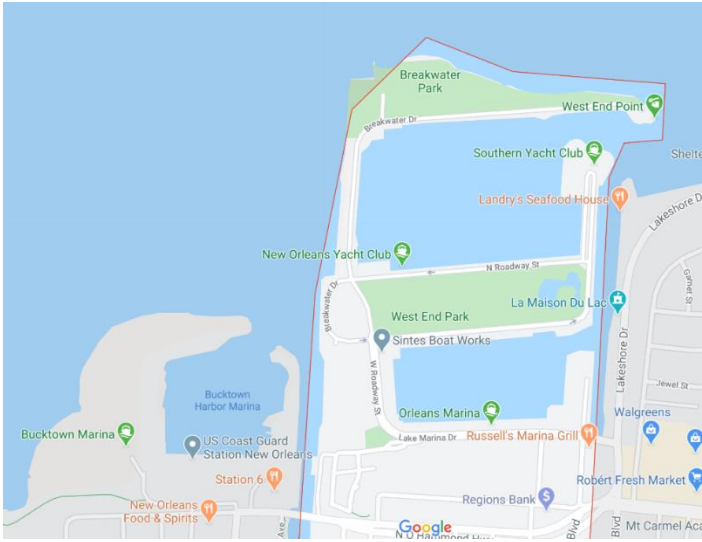 Breakwater
Park
West End Point
Breakwater Dr
Southern Yacht Club
Shelte
Landry's Seafood House
Lakeshore D
New Orleans Yacht Club
N Roadway St
Garnet St
Breakwater Dr
La Maison Du Lac
West End Park
Sintes Boat Works
Lakeshore Dr
W Roadway St
Jewel St
Bucktown
Harbor Marina
Orleans Marina
Walgreens
Bucktown Marina
US Coast Guard
Station New Orleans
Lake Marina Dr
Russell's Marina Grill
Station 6
Robért Fresh Market
Regions Bank
New Orleans
Food & Spirits
Ave
Google
Blvd
Blvd
Mt Carmel Aca
N O Hammond Hwy